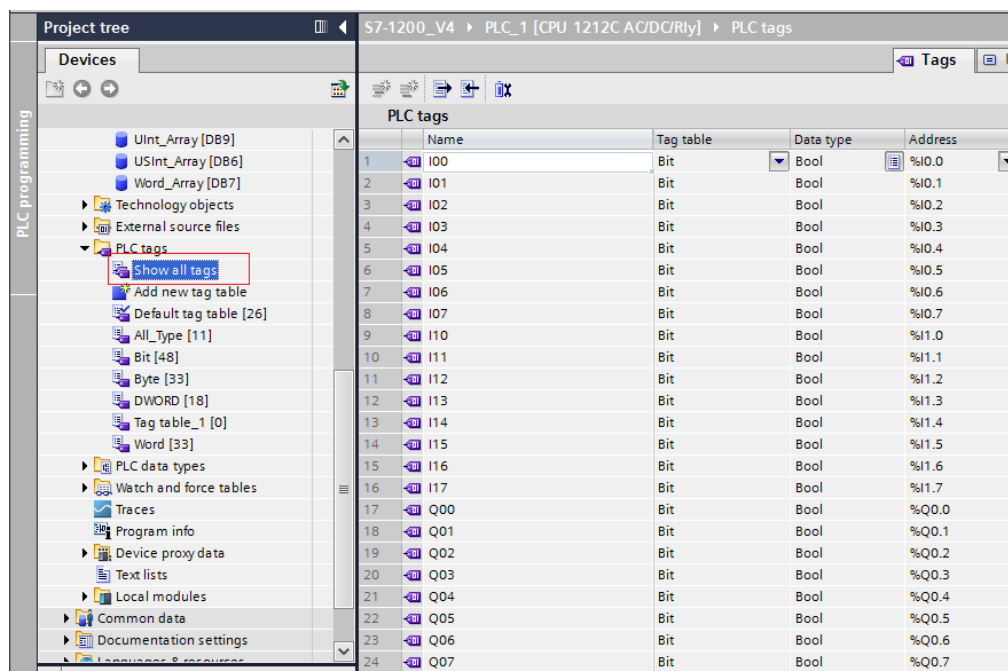 Project tree
S7-1200_V4 ▸ PLC_1 [CPU 1212C AC/DC/Rly] ▸ PLC tags
Devices
Tags
PLC programming
PLC tags
UInt_Array [DB9]
USInt_Array [DB6]
Word_Array [DB7]
Technology objects
External source files
PLC tags
Show all tags
Add new tag table
Default tag table [26]
All_Type [11]
Bit [48]
Byte [33]
DWORD [18]
Tag table_1 [0]
Word [33]
PLC data types
Watch and force tables
Traces
Program info
Device proxy data
Text lists
Local modules
Common data
Documentation settings
Languages & resources
Name Tag table Data type Address
1 I00 Bit Bool %I0.0
2 I01 Bit Bool %I0.1
3 I02 Bit Bool %I0.2
4 I03 Bit Bool %I0.3
5 I04 Bit Bool %I0.4
6 I05 Bit Bool %I0.5
7 I06 Bit Bool %I0.6
8 I07 Bit Bool %I0.7
9 I10 Bit Bool %I1.0
10 I11 Bit Bool %I1.1
11 I12 Bit Bool %I1.2
12 I13 Bit Bool %I1.3
13 I14 Bit Bool %I1.4
14 I15 Bit Bool %I1.5
15 I16 Bit Bool %I1.6
16 I17 Bit Bool %I1.7
17 Q00 Bit Bool %Q0.0
18 Q01 Bit Bool %Q0.1
19 Q02 Bit Bool %Q0.2
20 Q03 Bit Bool %Q0.3
21 Q04 Bit Bool %Q0.4
22 Q05 Bit Bool %Q0.5
23 Q06 Bit Bool %Q0.6
24 Q07 Bit Bool %Q0.7